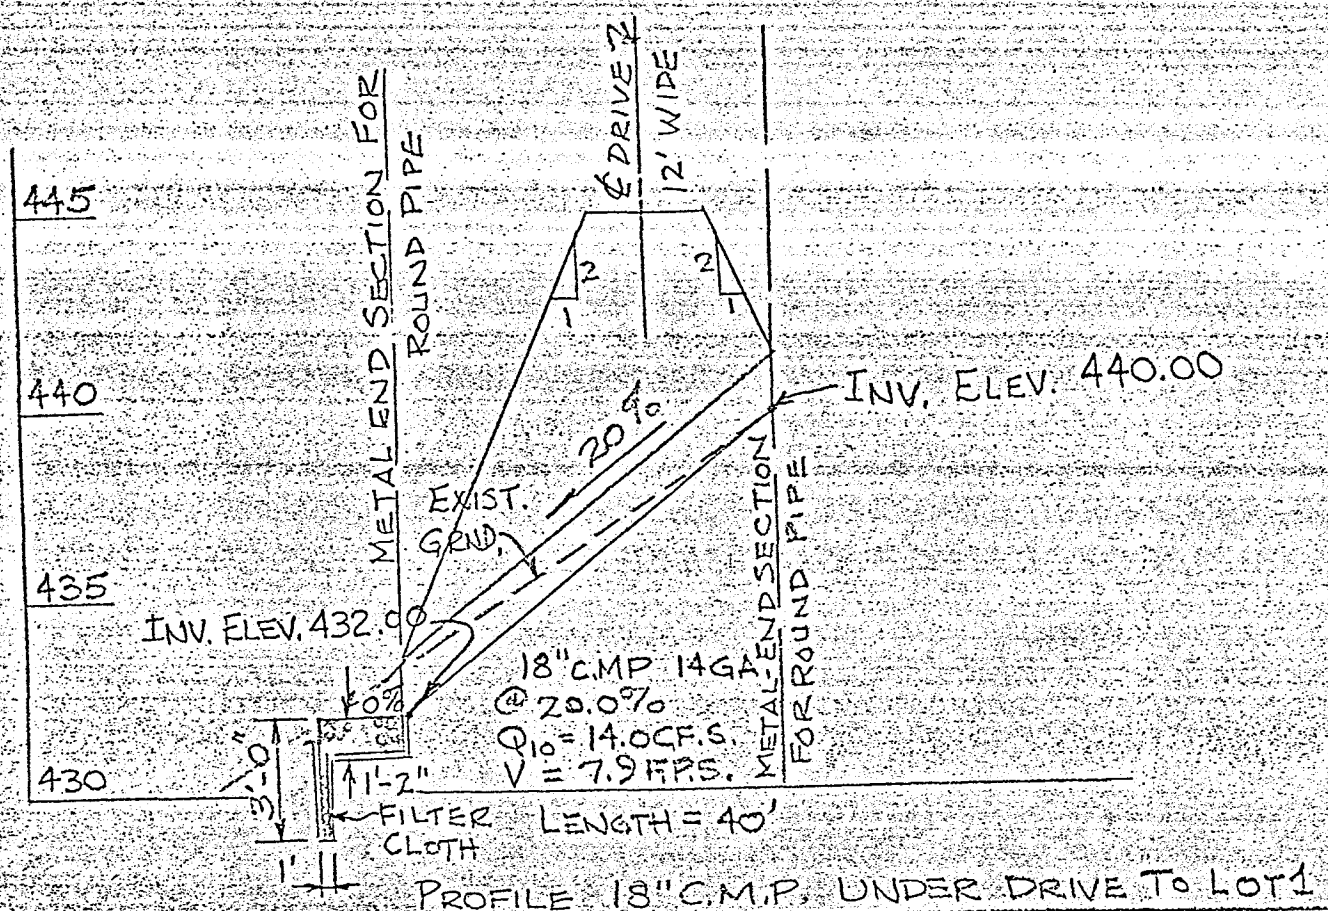 METAL END SECTION FOR
ROUND PIPE
℄ DRIVE
12' WIDE
445
440
435
430
2
1
2
1
INV. ELEV. 440.00
20%
EXIST.
GRND.
INV. ELEV. 432.00
0%
3'-0"
1'-2"
FILTER
CLOTH
1'
18" C.M.P 14GA.
@ 20.0%
Q10 = 14.0 C.F.S.
V = 7.9 F.P.S.
LENGTH = 40'
METAL END SECTION
FOR ROUND PIPE
PROFILE 18" C.M.P. UNDER DRIVE TO LOT 1